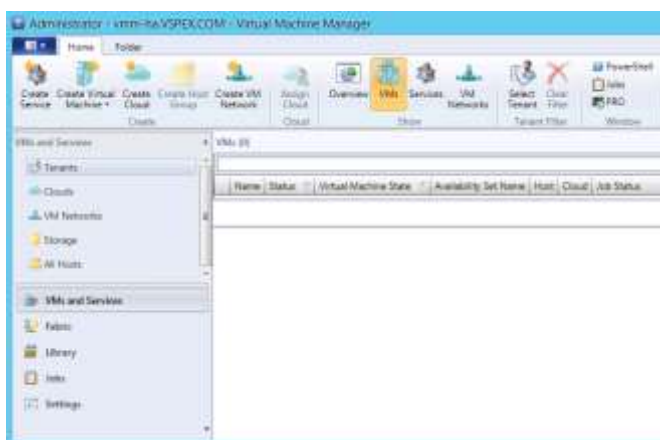 Administrator - vmm-ha.VSPEX.COM - Virtual Machine Manager
Home Folder
Create Service
Create Virtual Machine
Create Cloud
Create Host Group
Create VM Network
Assign Cloud
Overview
VMs
Services
VM Networks
Select Tenant
Clear Filter
PowerShell
Jobs
PRO
Create
Cloud
Show
Tenant Filter
Window
VMs and Services
VMs (0)
Tenants
Name Status Virtual Machine State Availability Set Name Host Cloud Job Status
Clouds
VM Networks
Storage
All Hosts
VMs and Services
Fabric
Library
Jobs
Settings